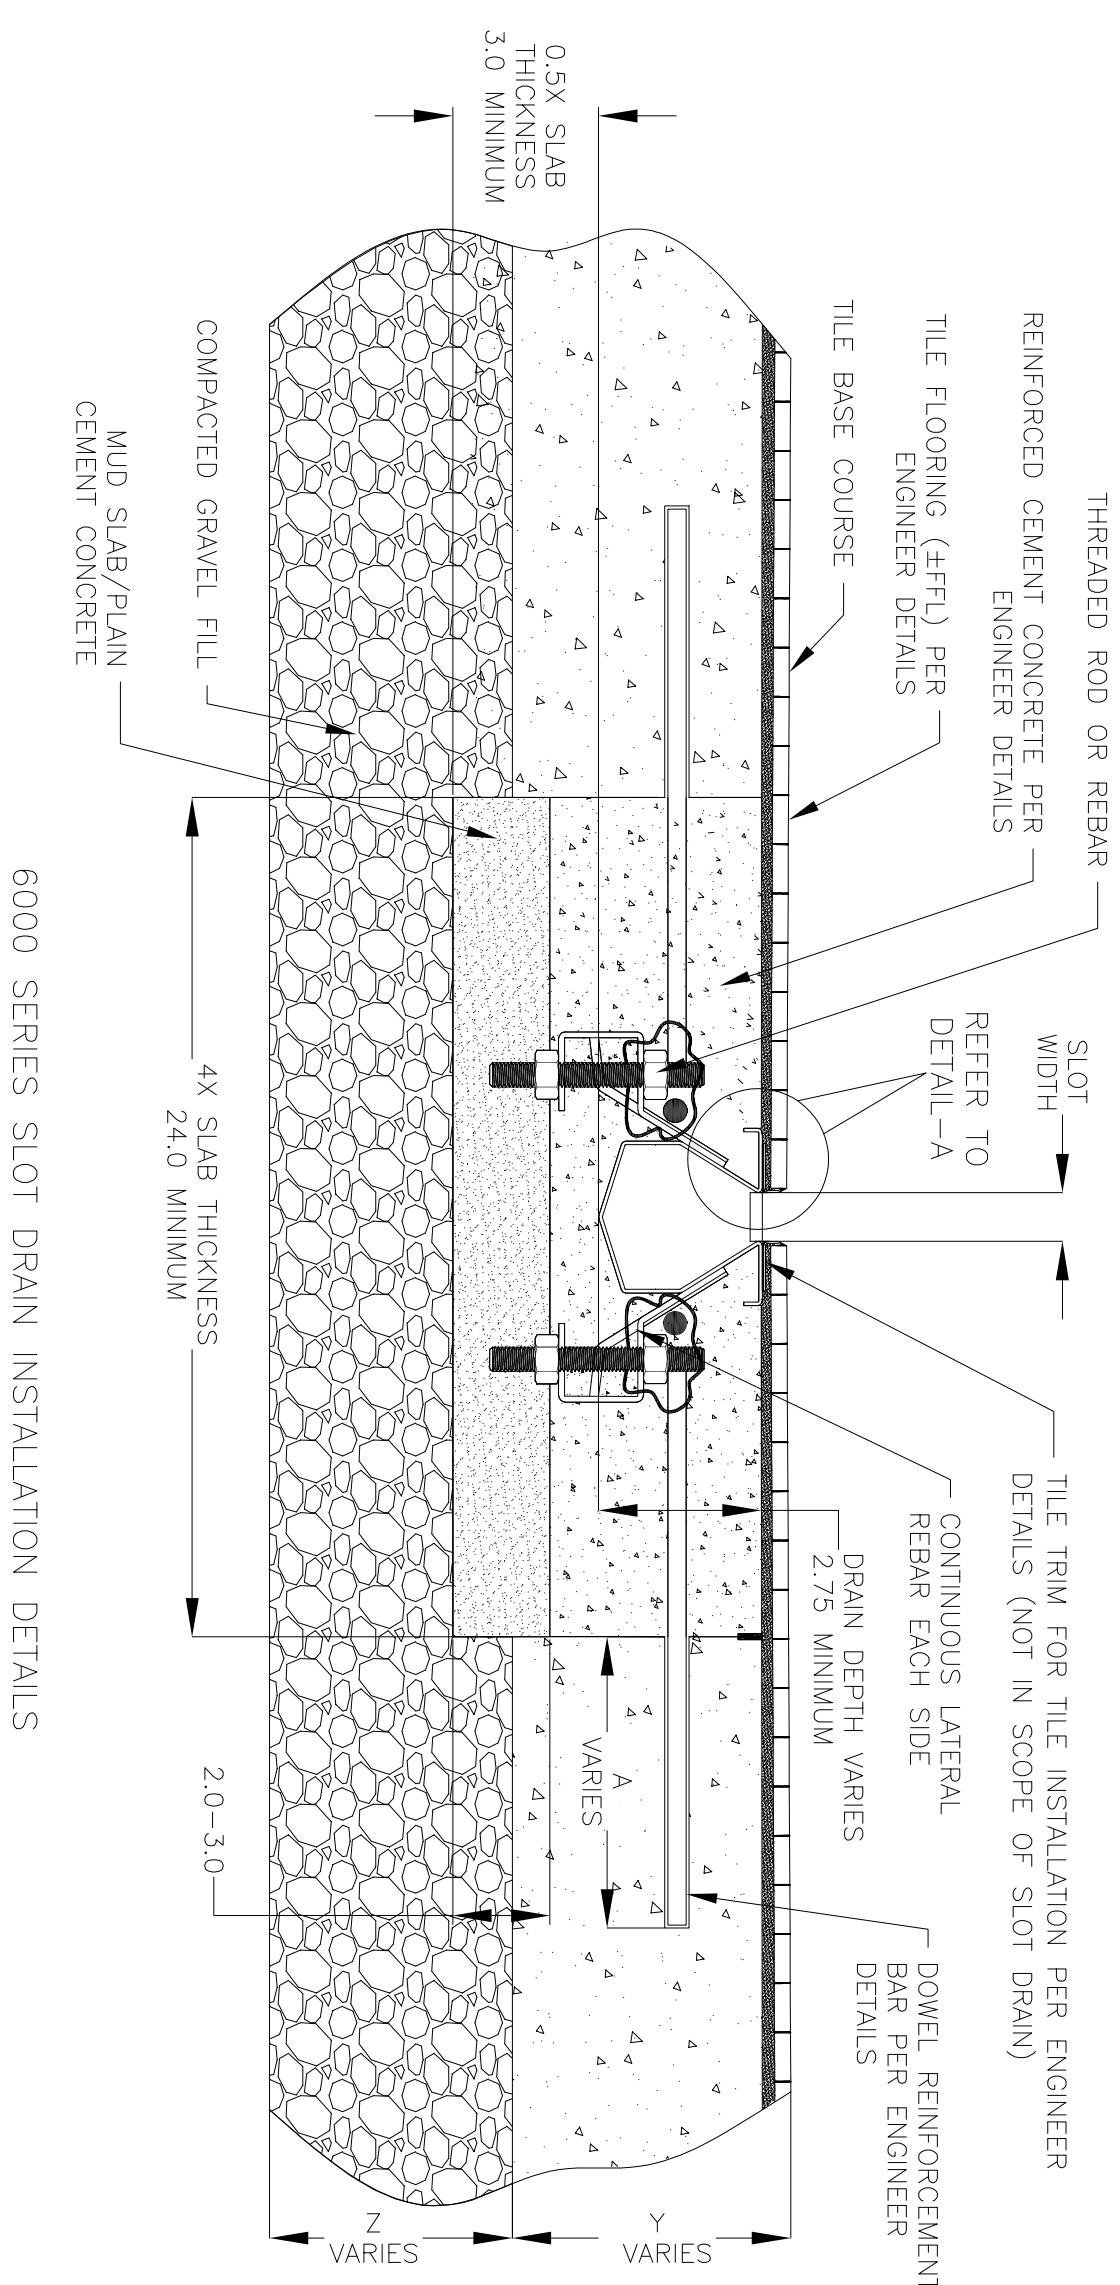 THREADED ROD OR REBAR
REINFORCED CEMENT CONCRETE PER
ENGINEER DETAILS
TILE FLOORING (±FFL) PER
ENGINEER DETAILS
TILE BASE COURSE
SLOT
WIDTH
REFER TO
DETAIL-A
TILE TRIM FOR TILE INSTALLATION PER ENGINEER
DETAILS (NOT IN SCOPE OF SLOT DRAIN)
CONTINUOUS LATERAL
REBAR EACH SIDE
DRAIN DEPTH VARIES
2.75 MINIMUM
DOWEL REINFORCEMENT
BAR PER ENGINEER
DETAILS
0.5X SLAB
THICKNESS
3.0 MINIMUM
A
VARIES
Y
VARIES
Z
VARIES
COMPACTED GRAVEL FILL
MUD SLAB/PLAIN
CEMENT CONCRETE
4X SLAB THICKNESS
24.0 MINIMUM
2.0-3.0
6000 SERIES SLOT DRAIN INSTALLATION DETAILS